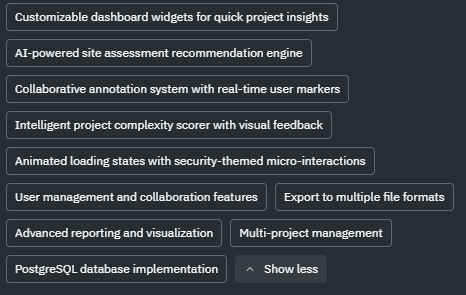 Customizable dashboard widgets for quick project insights
AI-powered site assessment recommendation engine
Collaborative annotation system with real-time user markers
Intelligent project complexity scorer with visual feedback
Animated loading states with security-themed micro-interactions
User management and collaboration features Export to multiple file formats
Advanced reporting and visualization Multi-project management
PostgreSQL database implementation Show less